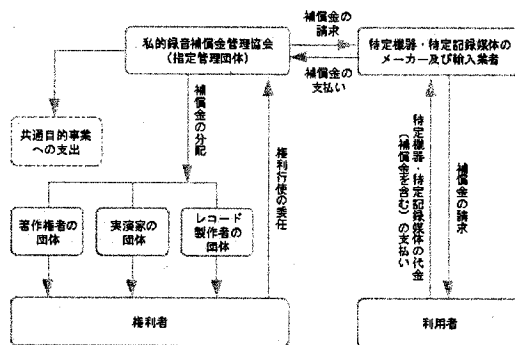 私的録音補償金管理協会
(指定管理団体)
補償金の
請求
補償金の
支払い
特定機器・特定記録媒体の
メーカー及び輸入業者
共通目的事業
への支出
補償金の分配
権利行使の委任
特定機器・特定記録媒体の代金
(補償金を含む)の支払い
補償金の請求
著作権者の
団体
実演家の
団体
レコード
製作者の
団体
権利者
利用者